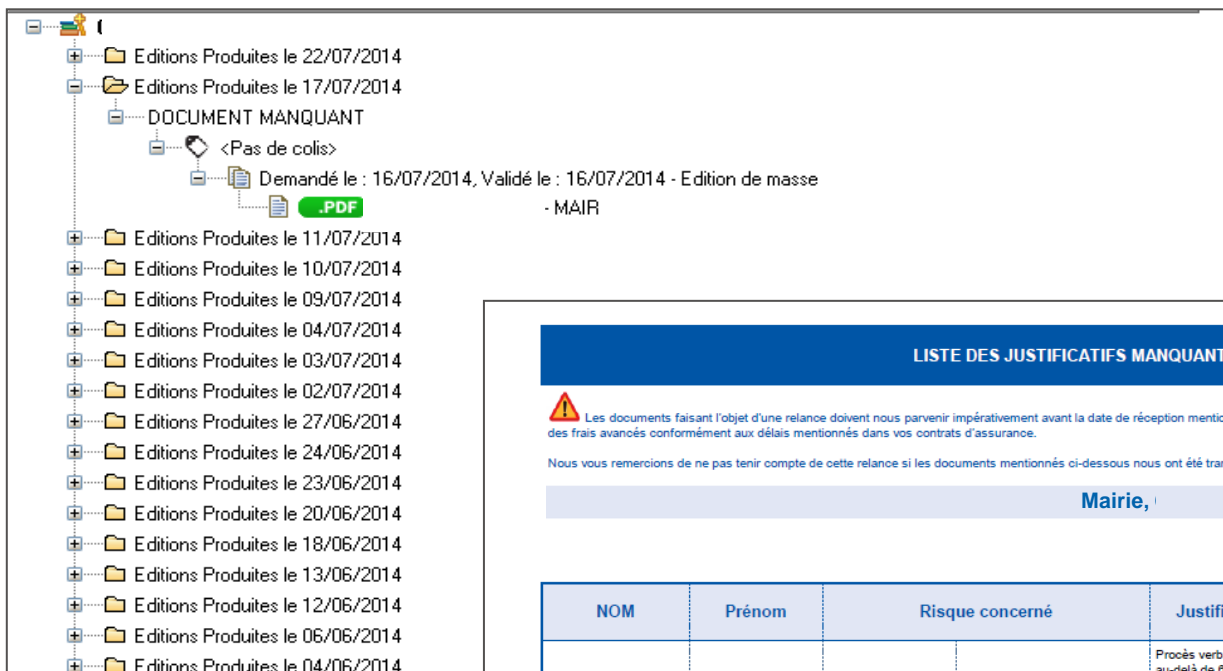 Editions Produites le 22/07/2014
Editions Produites le 17/07/2014
DOCUMENT MANQUANT
<Pas de colis>
Demandé le : 16/07/2014, Validé le : 16/07/2014 - Edition de masse
.PDF - MAIR
Editions Produites le 11/07/2014
Editions Produites le 10/07/2014
Editions Produites le 09/07/2014
Editions Produites le 04/07/2014
Editions Produites le 03/07/2014
Editions Produites le 02/07/2014
Editions Produites le 27/06/2014
Editions Produites le 24/06/2014
Editions Produites le 23/06/2014
Editions Produites le 20/06/2014
Editions Produites le 18/06/2014
Editions Produites le 13/06/2014
Editions Produites le 12/06/2014
Editions Produites le 06/06/2014
Editions Produites le 04/06/2014
LISTE DES JUSTIFICATIFS MANQUANT
Les documents faisant l'objet d'une relance doivent nous parvenir impérativement avant la date de réception mentio
des frais avancés conformément aux délais mentionnés dans vos contrats d'assurance.
Nous vous remercions de ne pas tenir compte de cette relance si les documents mentionnés ci-dessous nous ont été tra
Mairie,
NOM Prénom Risque concerné Justifi
Procès verb
au-delà de 6